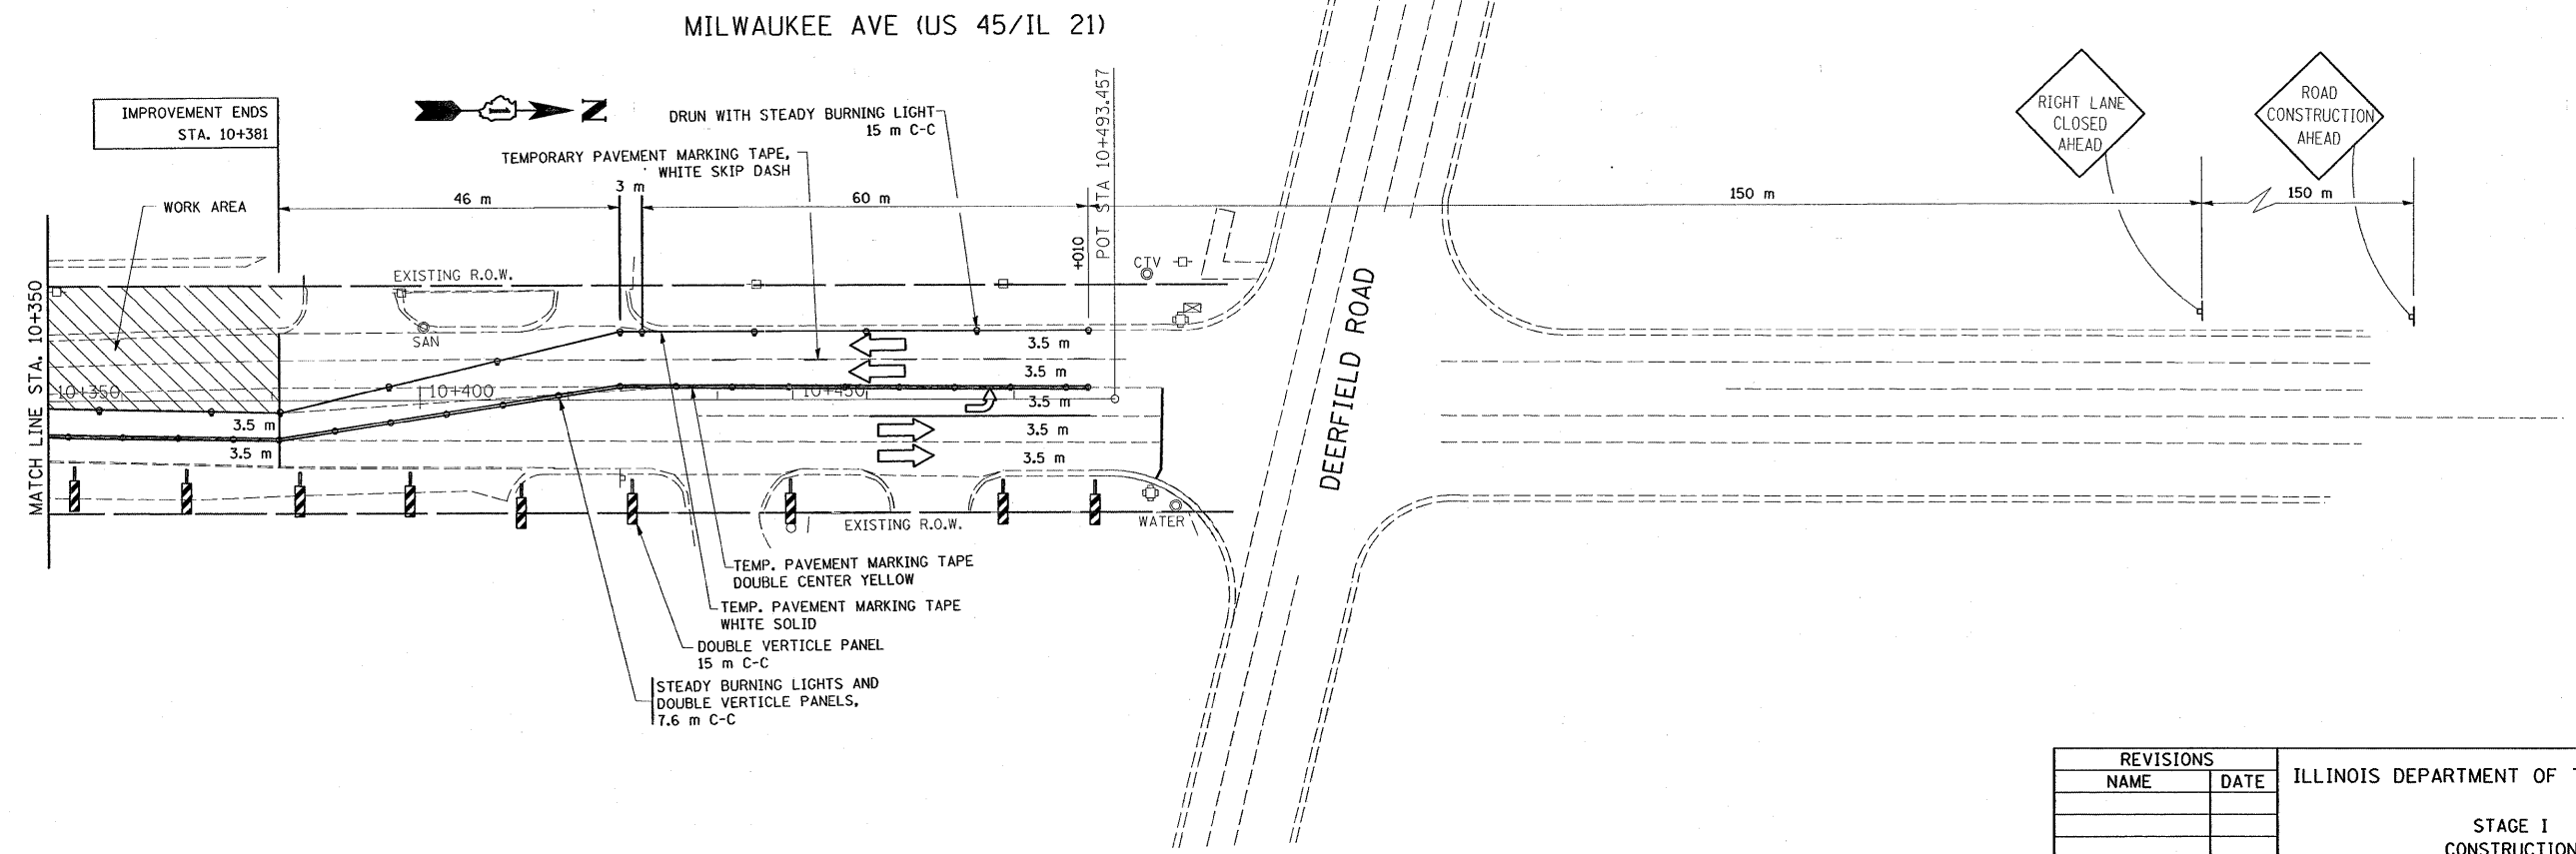 MILWAUKEE AVE (US 45/IL 21)
IMPROVEMENT ENDS
STA. 10+381
N
DRUN WITH STEADY BURNING LIGHT
15 m C-C
TEMPORARY PAVEMENT MARKING TAPE,
WHITE SKIP DASH
POT STA 10+493.457
RIGHT LANE
CLOSED
AHEAD
ROAD
CONSTRUCTION
AHEAD
WORK AREA
46 m
3 m
60 m
150 m
150 m
+010
CTV
EXISTING R.O.W.
SAN
MATCH LINE STA. 10+350
10+350
10+400
10+450
3.5 m
3.5 m
3.5 m
3.5 m
3.5 m
3.5 m
3.5 m
DEERFIELD ROAD
EXISTING R.O.W.
WATER
TEMP. PAVEMENT MARKING TAPE
DOUBLE CENTER YELLOW
TEMP. PAVEMENT MARKING TAPE
WHITE SOLID
DOUBLE VERTICLE PANEL
15 m C-C
STEADY BURNING LIGHTS AND
DOUBLE VERTICLE PANELS,
7.6 m C-C
REVISIONS
NAME DATE
ILLINOIS DEPARTMENT OF
STAGE I
CONSTRUCTION